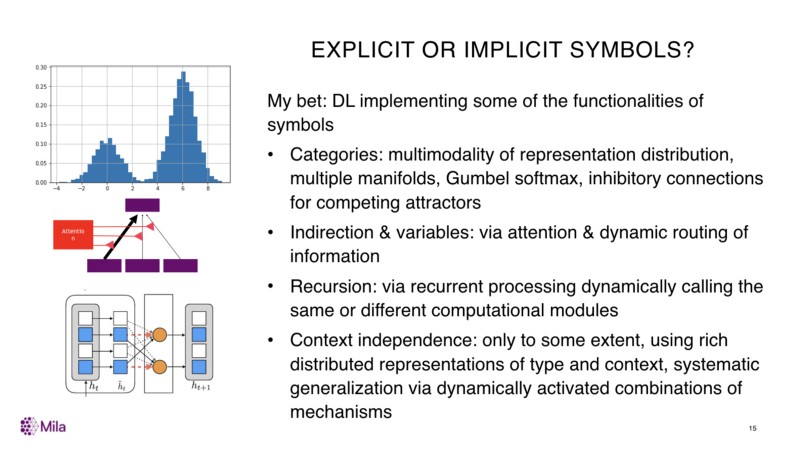 EXPLICIT OR IMPLICIT SYMBOLS?
My bet: DL implementing some of the functionalities of
symbols
• Categories: multimodality of representation distribution,
multiple manifolds, Gumbel softmax, inhibitory connections
for competing attractors
• Indirection & variables: via attention & dynamic routing of
information
• Recursion: via recurrent processing dynamically calling the
same or different computational modules
• Context independence: only to some extent, using rich
distributed representations of type and context, systematic
generalization via dynamically activated combinations of
mechanisms
0.30
0.25
0.20
0.15
0.10
0.05
0.00
−4 −2 0 2 4 6 8
Attentio
n
h_t h̃_t h_{t+1}
Mila
15